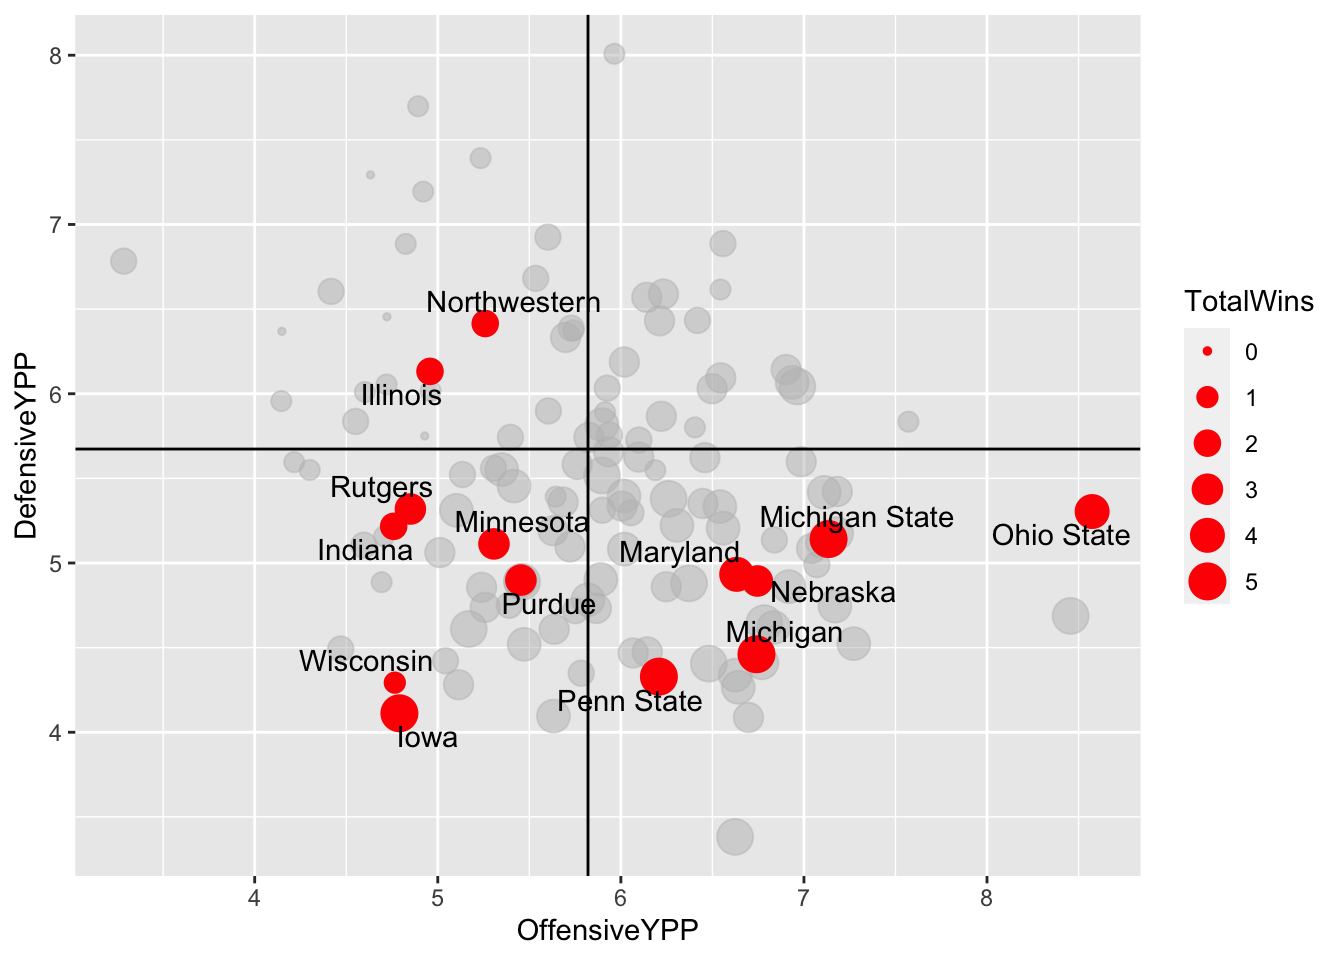 8
7
6
5
4
DefensiveYPP
Northwestern
Illinois
Rutgers
Minnesota
Michigan State
Ohio State
Indiana
Maryland
Nebraska
Purdue
Michigan
Wisconsin
Penn State
Iowa
4
5
6
7
8
OffensiveYPP
TotalWins
0
1
2
3
4
5